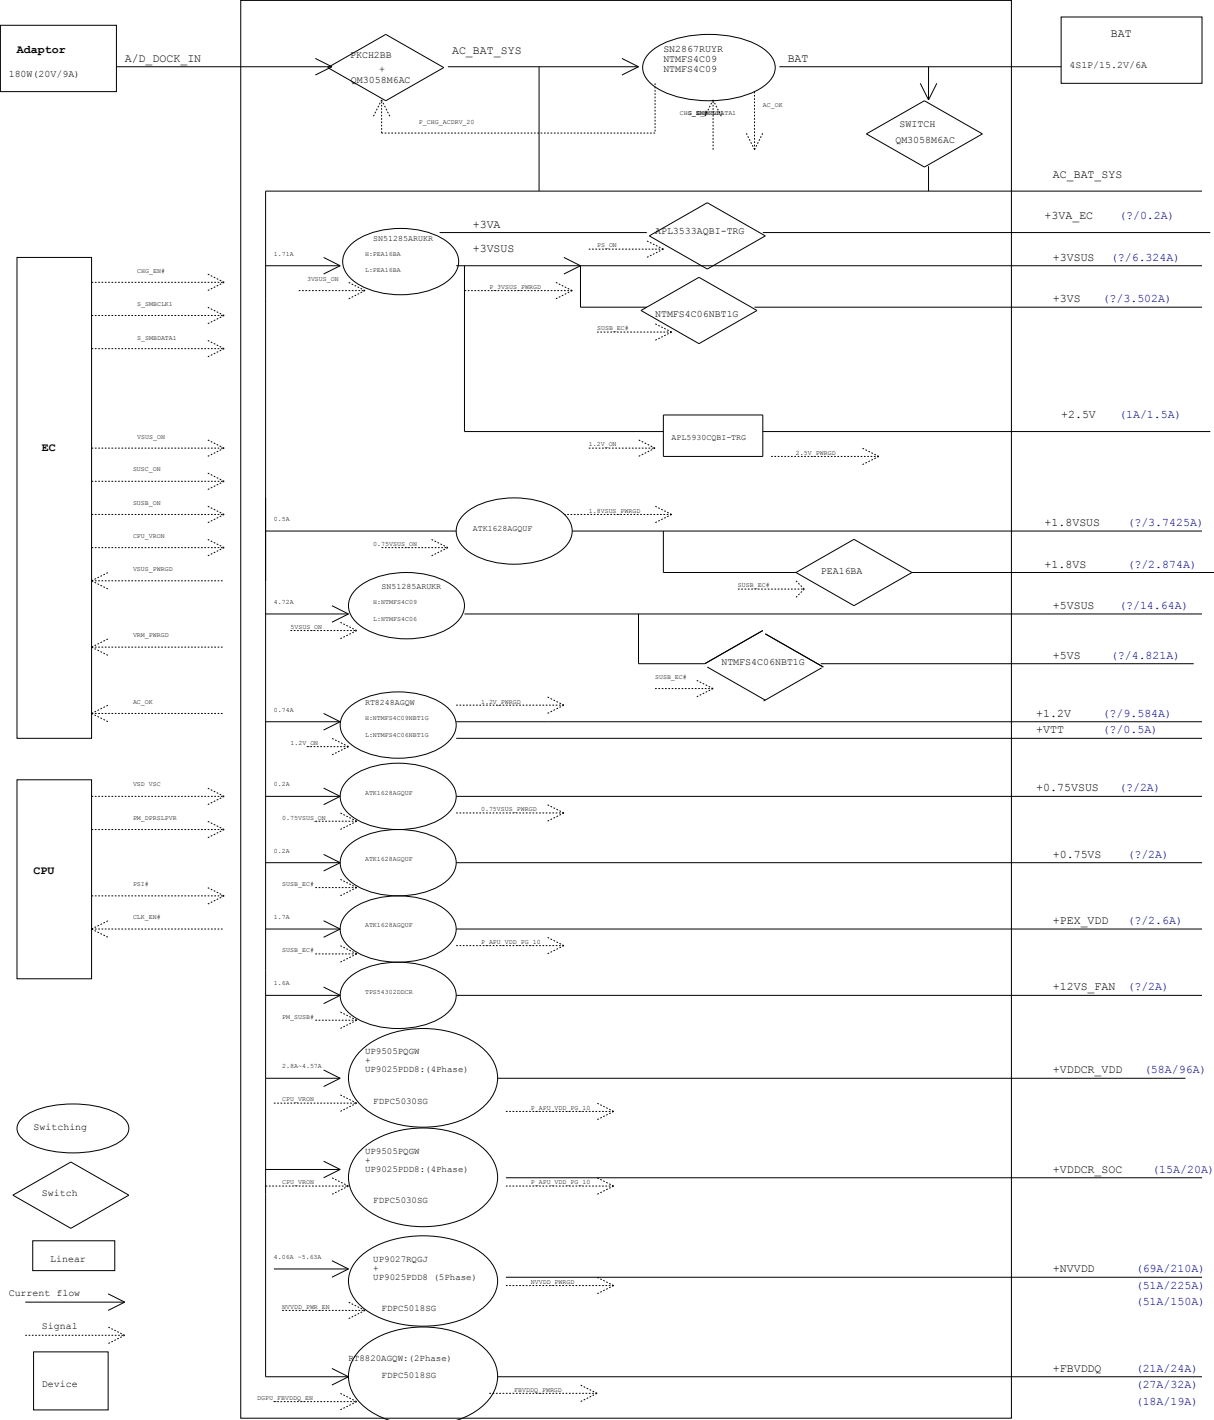 Adaptor
180W(20V/9A)
A/D_DOCK_IN
PKCH2BB
+
QM3058M6AC
AC_BAT_SYS
SN2867RUYR
NTMFS4C09
NTMFS4C09
BAT
BAT
4S1P/15.2V/6A
P_CHG_ACDRV_20
AC_OK
SWITCH
QM3058M6AC
AC_BAT_SYS
+3VA
APL3533AQBI-TRG
+3VA_EC (?/0.2A)
SN51285ARUKR
H:PEA16BA
L:PEA16BA
1.71A
3VSUS_ON
+3VSUS
PS_ON
+3VSUS (?/6.324A)
P_3VSUS_PWRGD
NTMFS4C06NBT1G
SUSB_EC#
+3VS (?/3.502A)
+2.5V (1A/1.5A)
1.2V_ON
APL5930CQBI-TRG
2.5V_PWRGD
EC
CHG_EN#
S_SMBCLK1
S_SMBDATA1
VSUS_ON
SUSC_ON
SUSB_ON
CPU_VRON
VSUS_PWRGD
VRM_PWRGD
AC_OK
0.5A
ATK1628AGQUF
1.8VSUS_PWRGD
0.75VSUS_ON
+1.8VSUS (?/3.7425A)
PEA16BA
SUSB_EC#
+1.8VS (?/2.874A)
4.72A
SN51285ARUKR
H:NTMFS4C09
L:NTMFS4C06
5VSUS_ON
+5VSUS (?/14.64A)
NTMFS4C06NBT1G
SUSB_EC#
+5VS (?/4.821A)
0.74A
RT8248AGQW
H:NTMFS4C09NBT1G
L:NTMFS4C06NBT1G
1.2V_PWRGD
1.2V_ON
+1.2V (?/9.584A)
+VTT (?/0.5A)
CPU
VSD VSC
PM_DPRSLPVR
PSI#
CLK_EN#
0.2A
ATK1628AGQUF
0.75VSUS_ON
0.75VSUS_PWRGD
+0.75VSUS (?/2A)
0.2A
ATK1628AGQUF
SUSB_EC#
+0.75VS (?/2A)
1.7A
ATK1628AGQUF
SUSB_EC#
P_APU_VDD_PG_10
+PEX_VDD (?/2.6A)
1.6A
TPS54302DDCR
PM_SUSB#
+12VS_FAN (?/2A)
2.8A~4.57A
UP9505PQGW
+
UP9025PDD8:(4Phase)
FDPC5030SG
CPU_VRON
P_APU_VDD_PG_10
+VDDCR_VDD (58A/96A)
UP9505PQGW
+
UP9025PDD8:(4Phase)
FDPC5030SG
CPU_VRON
P_APU_VDD_PG_10
+VDDCR_SOC (15A/20A)
4.06A ~5.63A
UP9027RQGJ
+
UP9025PDD8 (5Phase)
FDPC5018SG
NVVDD_PWR_EN
NVVDD_PWRGD
+NVVDD (69A/210A)
(51A/225A)
(51A/150A)
RT8820AGQW:(2Phase)
FDPC5018SG
DGPU_FBVDDQ_EN
FBVDDQ_PWRGD
+FBVDDQ (21A/24A)
(27A/32A)
(18A/19A)
Switching
Switch
Linear
Current flow
Signal
Device